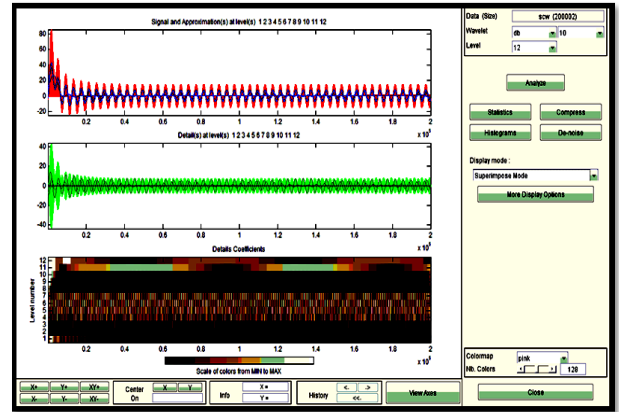 Signal and Approximation(s) at level(s) 1 2 3 4 5 6 7 8 9 10 11 12
80
60
40
20
0
-20
0.2 0.4 0.6 0.8 1 1.2 1.4 1.6 1.8 2
x 10
Detail(s) at level(s) 1 2 3 4 5 6 7 8 9 10 11 12
40
20
0
-20
-40
0.2 0.4 0.6 0.8 1 1.2 1.4 1.6 1.8 2
x 10
Details Coefficients
Level number
12
11
10
9
8
7
6
5
4
3
2
1
0.2 0.4 0.6 0.8 1 1.2 1.4 1.6 1.8 2
x 10
Scale of colors from MIN to MAX
Data (Size) scw (200002)
Wavelet db 10
Level 12
Analyze
Statistics Compress
Histograms De-noise
Display mode :
Superimpose Mode
More Display Options
Colormap pink
Nb. Colors 128
Close
X+ Y+ XY+
X- Y- XY-
Center On X Y
Info X = Y =
History <- -> <<-
View Axes